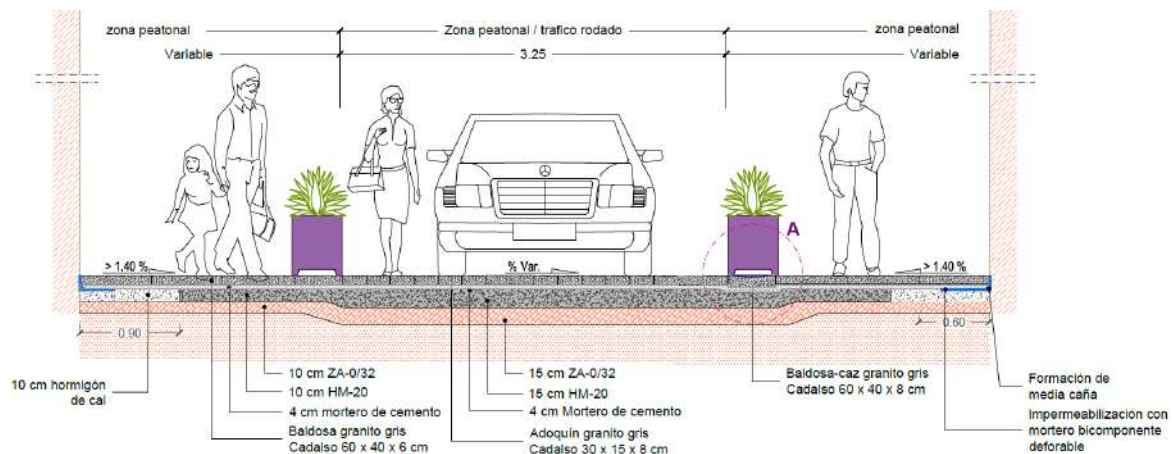 zona peatonal
Zona peatonal / trafico rodado
zona peatonal
Variable
3.25
Variable
A
> 1.40 %
% Var.
> 1.40 %
0.90
0.60
10 cm hormigón
de cal
10 cm ZA-0/32
10 cm HM-20
4 cm mortero de cemento
Baldosa granito gris
Cadalso 60 x 40 x 6 cm
15 cm ZA-0/32
15 cm HM-20
4 cm Mortero de cemento
Adoquín granito gris
Cadalso 30 x 15 x 8 cm
Baldosa-caz granito gris
Cadalso 60 x 40 x 8 cm
Formación de
media caña
Impermeabilización con
mortero bicomponente
deforable